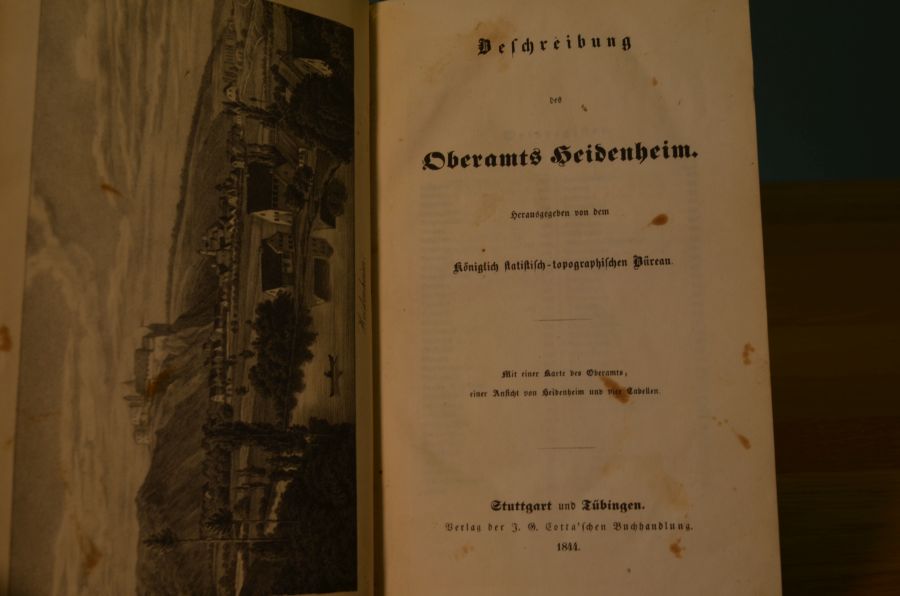 Beschreibung
des
Oberamts Heidenheim.
Herausgegeben von dem
Königlich statistisch-topographischen Büreau.
Mit einer Karte des Oberamts,
einer Ansicht von Heidenheim und vier Tabellen.
Stuttgart und Tübingen.
Verlag der J. G. Cotta'schen Buchhandlung.
1844.
Heidenheim